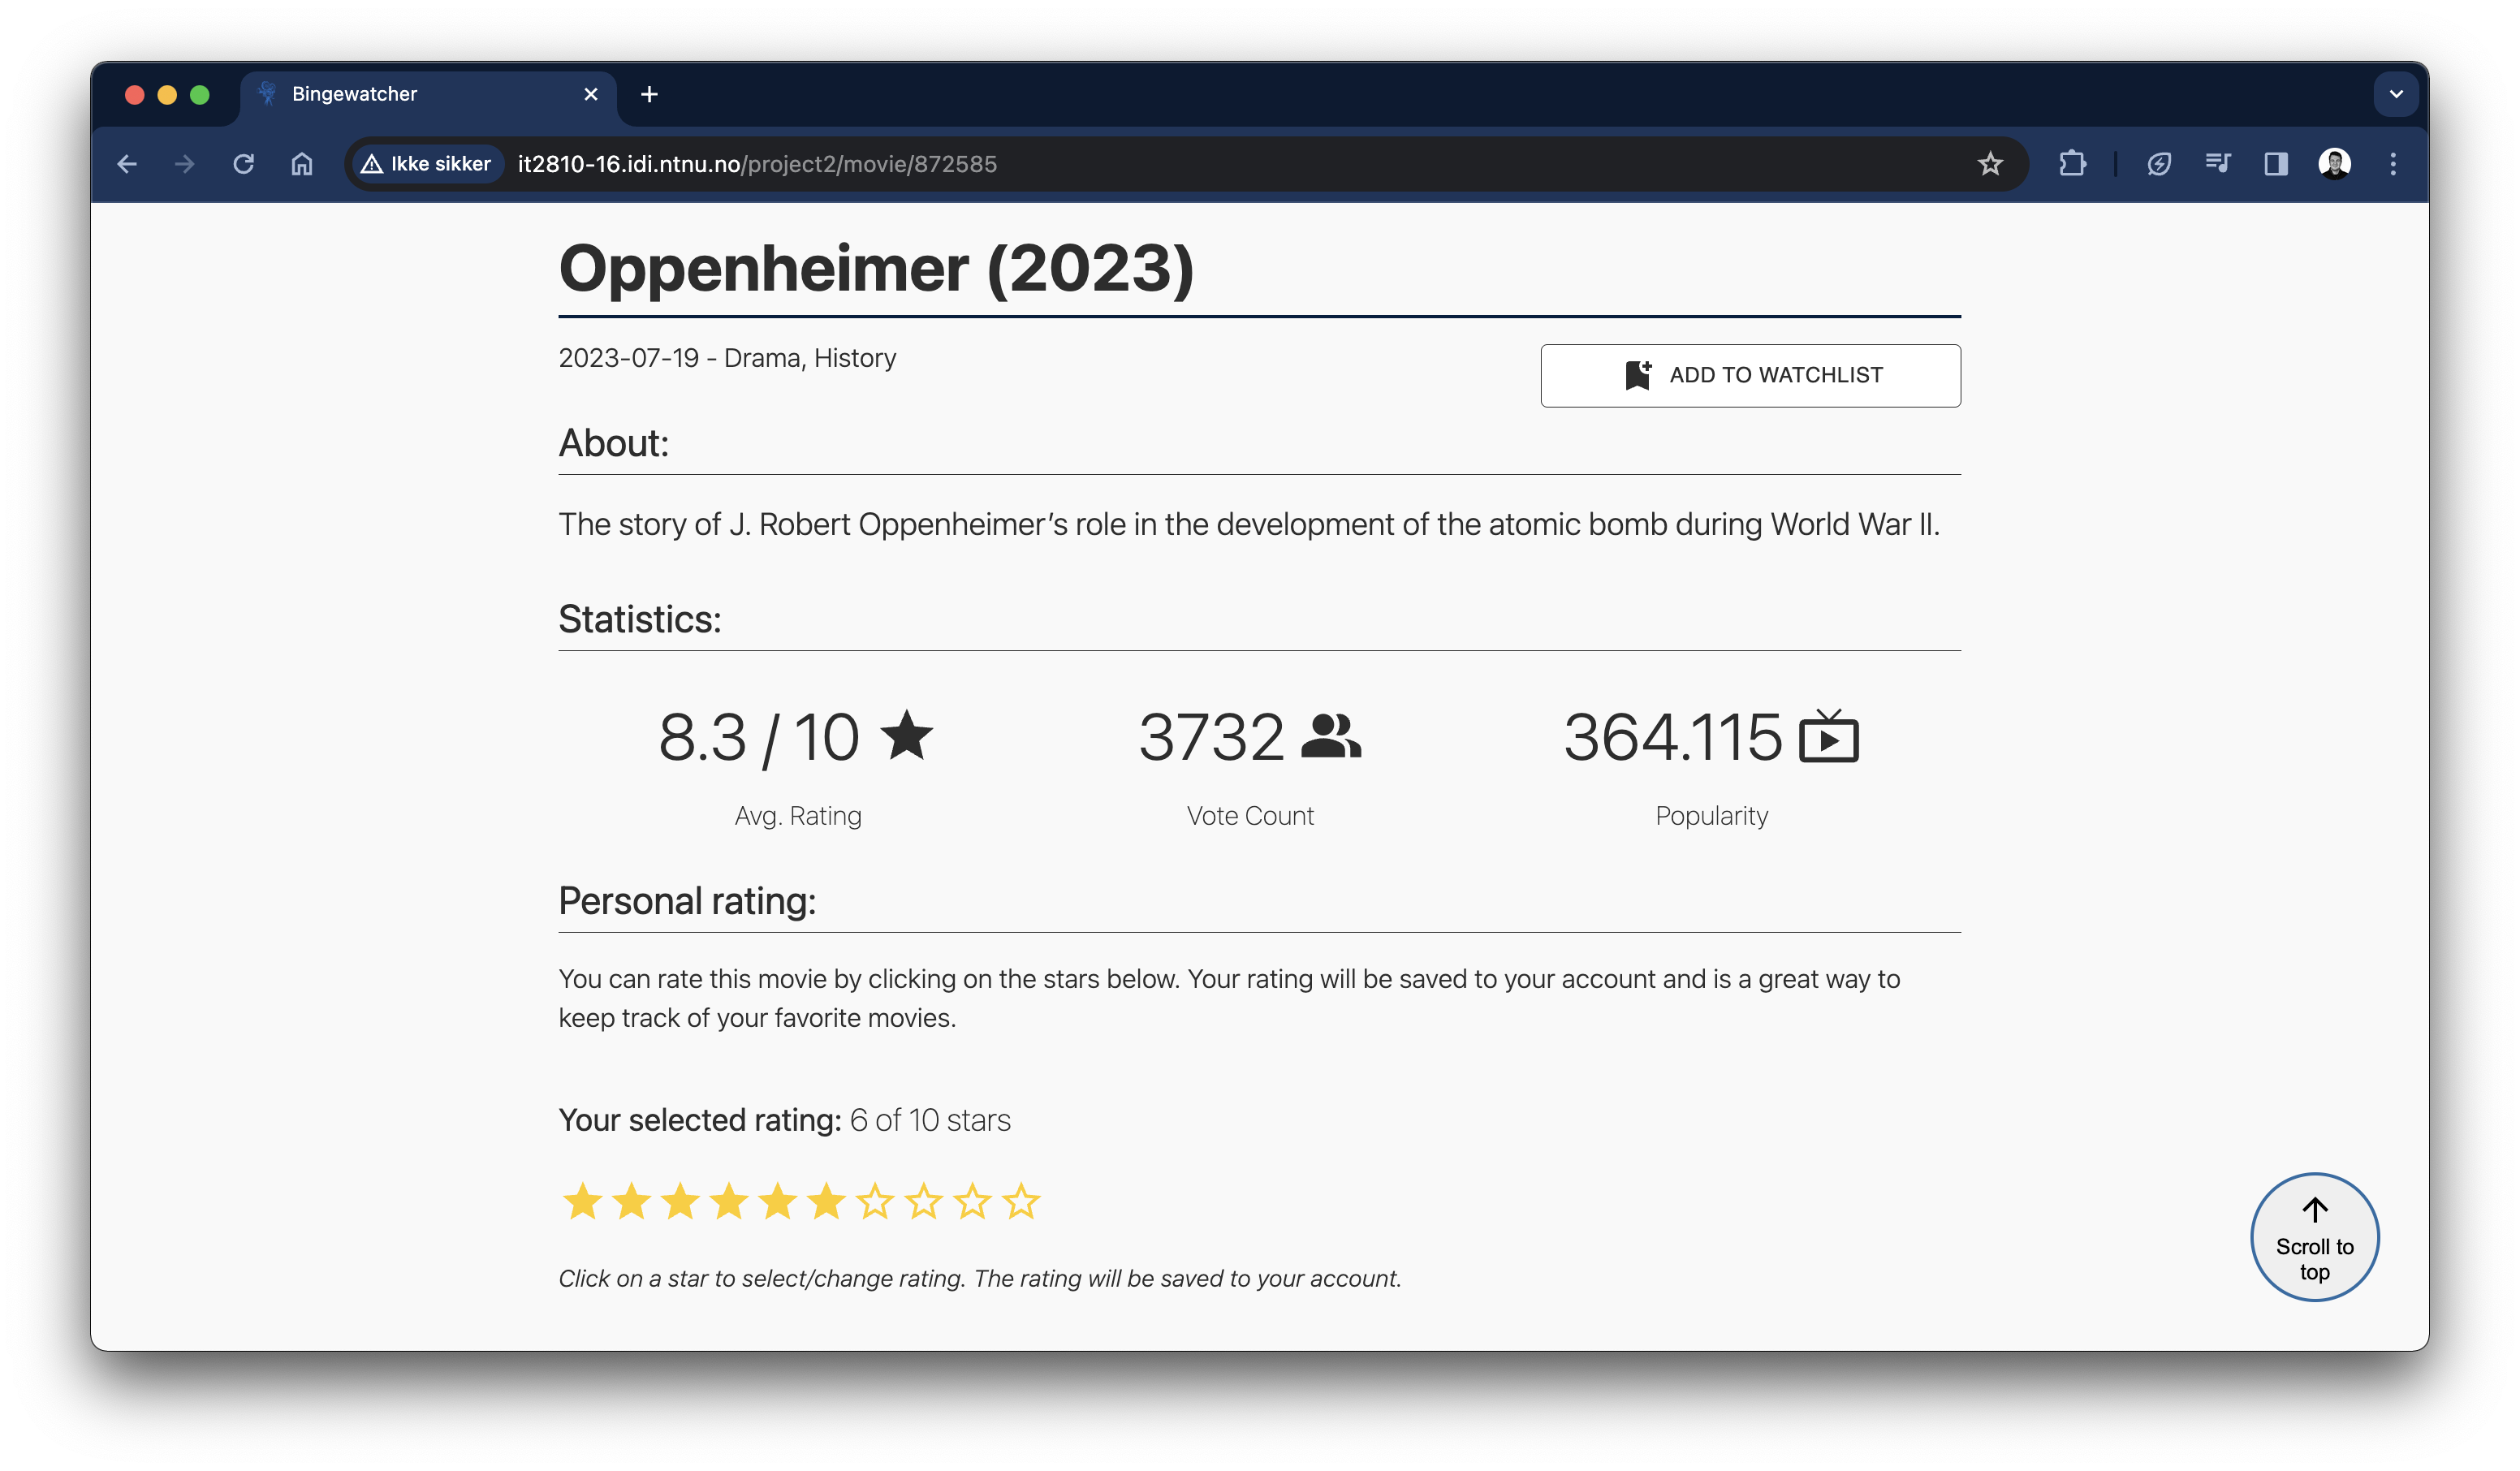 Bingewatcher
Ikke sikker it2810-16.idi.ntnu.no/project2/movie/872585
Oppenheimer (2023)
2023-07-19 - Drama, History
ADD TO WATCHLIST
About:
The story of J. Robert Oppenheimer’s role in the development of the atomic bomb during World War II.
Statistics:
8.3 / 10
3732
364.115
Avg. Rating
Vote Count
Popularity
Personal rating:
You can rate this movie by clicking on the stars below. Your rating will be saved to your account and is a great way to
keep track of your favorite movies.
Your selected rating: 6 of 10 stars
Scroll to
top
Click on a star to select/change rating. The rating will be saved to your account.